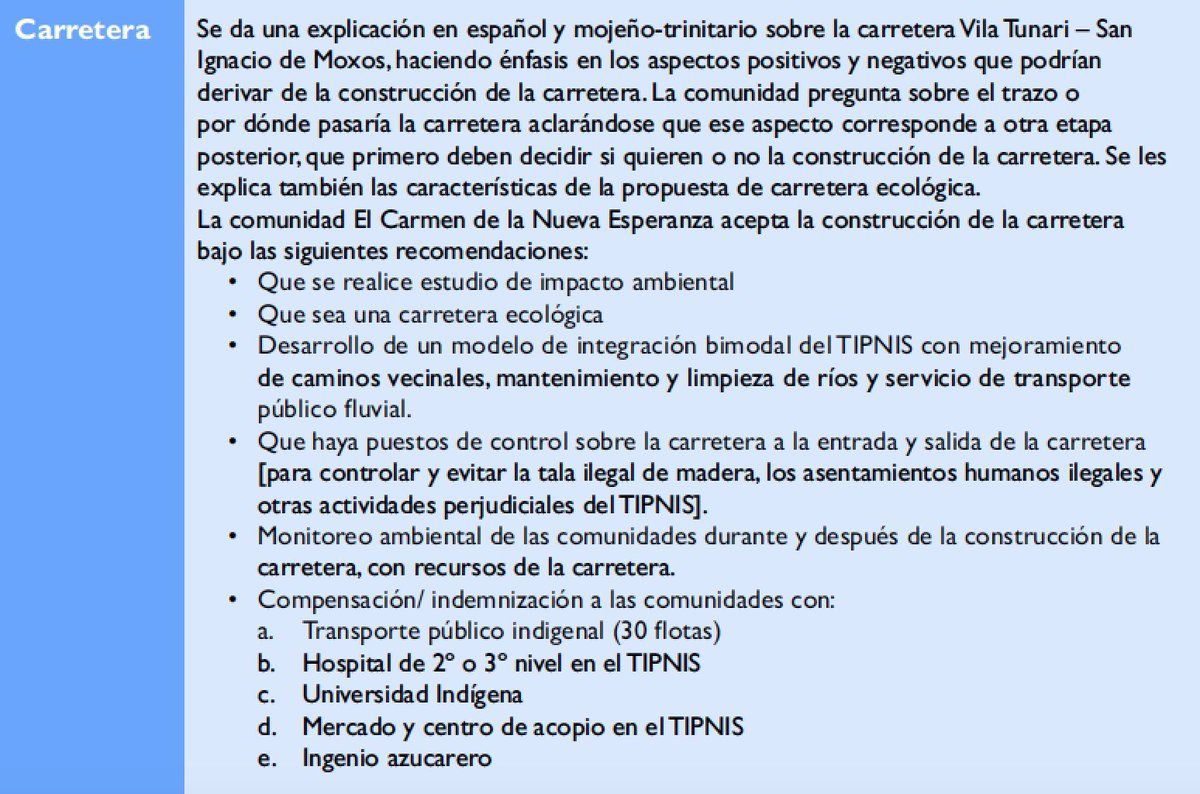 Carretera
Se da una explicación en español y mojeño-trinitario sobre la carretera Vila Tunari – San
Ignacio de Moxos, haciendo énfasis en los aspectos positivos y negativos que podrían
derivar de la construcción de la carretera. La comunidad pregunta sobre el trazo o
por dónde pasaría la carretera aclarándose que ese aspecto corresponde a otra etapa
posterior, que primero deben decidir si quieren o no la construcción de la carretera. Se les
explica también las características de la propuesta de carretera ecológica.
La comunidad El Carmen de la Nueva Esperanza acepta la construcción de la carretera
bajo las siguientes recomendaciones:
• Que se realice estudio de impacto ambiental
• Que sea una carretera ecológica
• Desarrollo de un modelo de integración bimodal del TIPNIS con mejoramiento
de caminos vecinales, mantenimiento y limpieza de ríos y servicio de transporte
público fluvial.
• Que haya puestos de control sobre la carretera a la entrada y salida de la carretera
[para controlar y evitar la tala ilegal de madera, los asentamientos humanos ilegales y
otras actividades perjudiciales del TIPNIS].
• Monitoreo ambiental de las comunidades durante y después de la construcción de la
carretera, con recursos de la carretera.
• Compensación/ indemnización a las comunidades con:
a. Transporte público indigenal (30 flotas)
b. Hospital de 2º o 3º nivel en el TIPNIS
c. Universidad Indígena
d. Mercado y centro de acopio en el TIPNIS
e. Ingenio azucarero